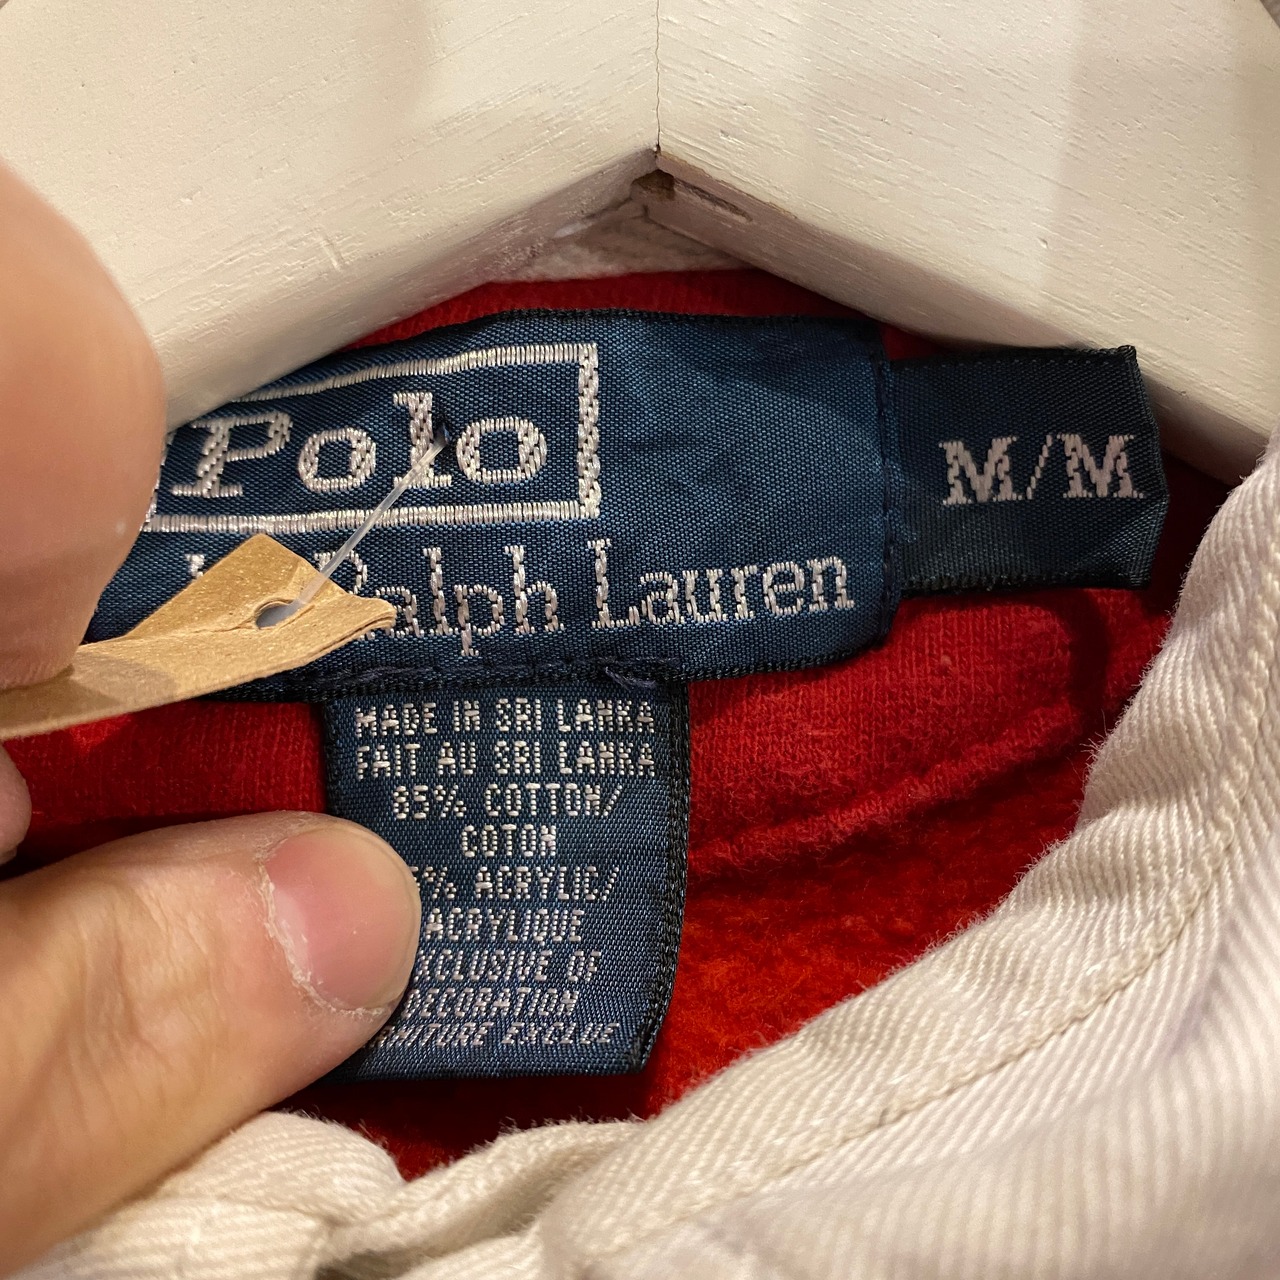 Polo
Ralph Lauren
M/M
MADE IN SRI LANKA
FAIT AU SRI LANKA
85% COTTON/
COTON
% ACRYLIC/
ACRYLIQUE
OF
DECORATION
EXCLUE